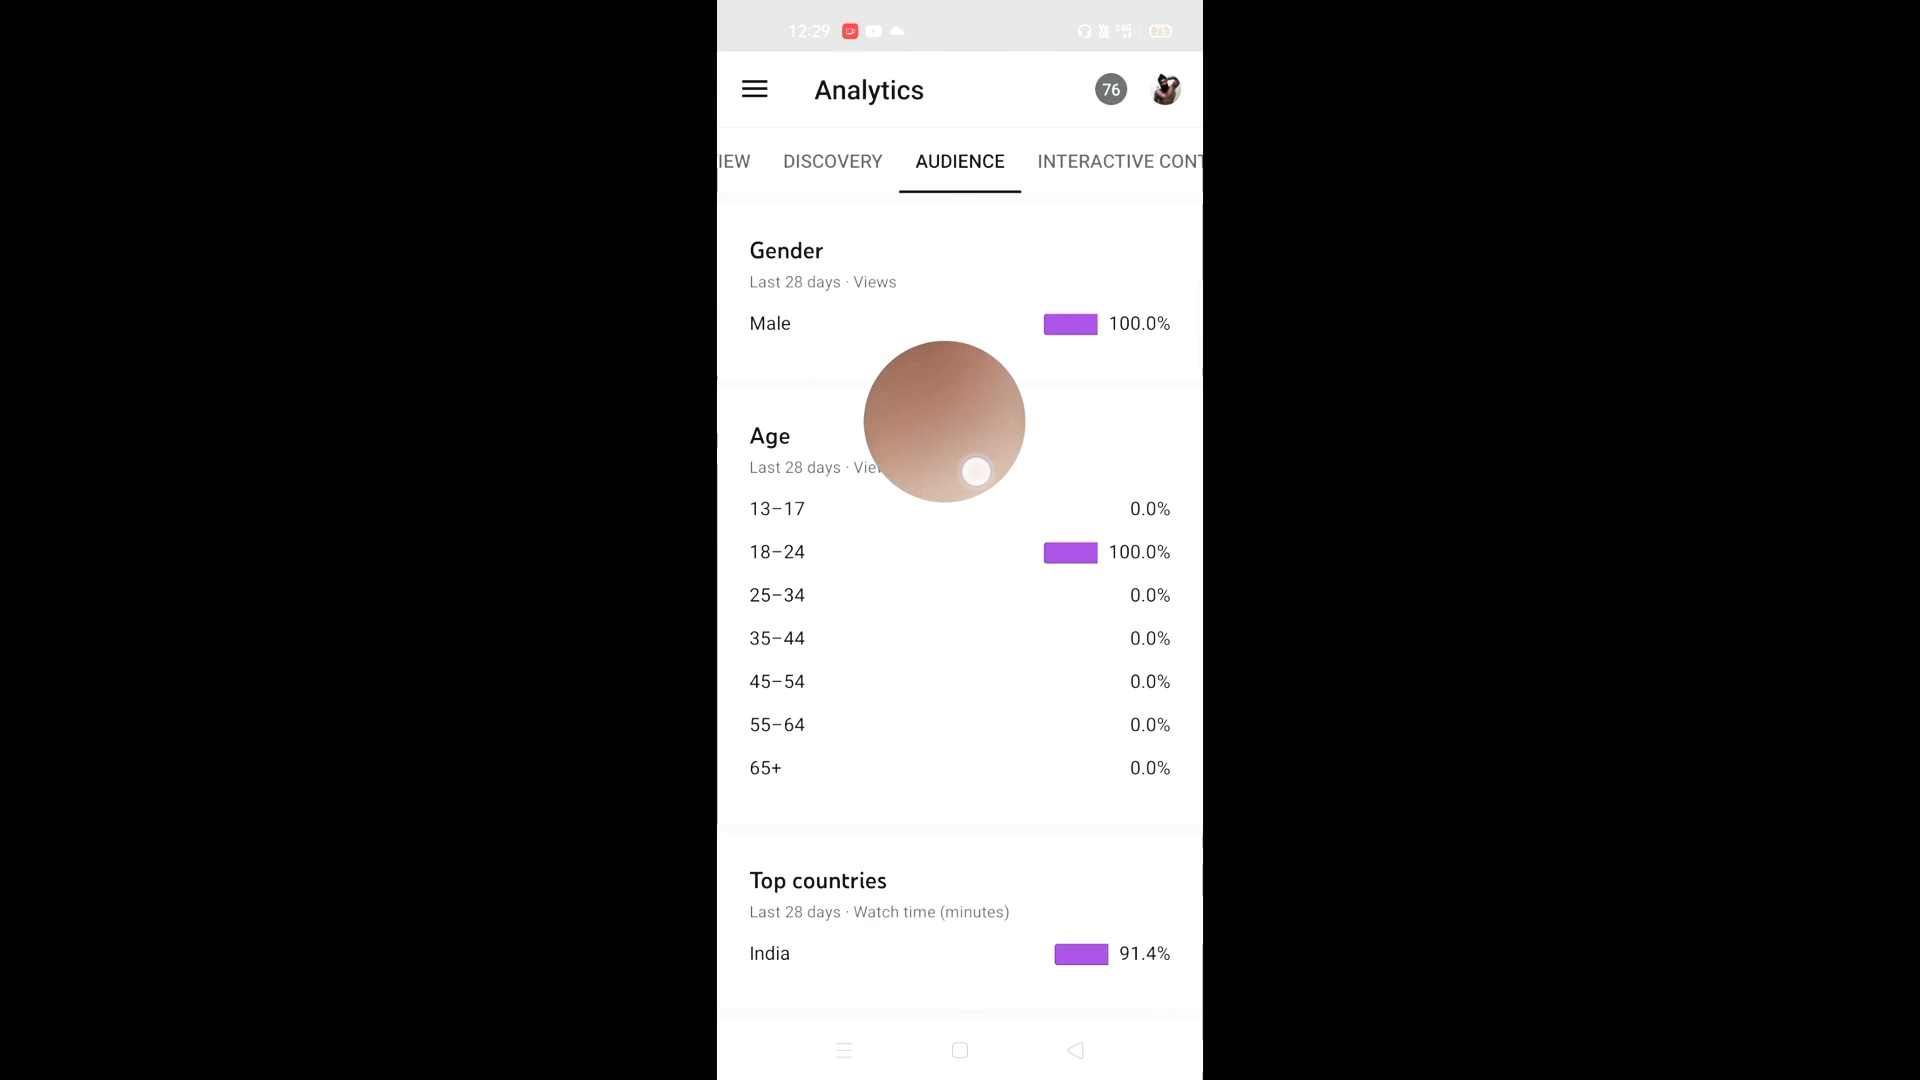 12:29
75
Analytics
76
IEW DISCOVERY AUDIENCE INTERACTIVE CONT
Gender
Last 28 days · Views
Male 100.0%
Age
Last 28 days · View
13–17 0.0%
18–24 100.0%
25–34 0.0%
35–44 0.0%
45–54 0.0%
55–64 0.0%
65+ 0.0%
Top countries
Last 28 days · Watch time (minutes)
India 91.4%